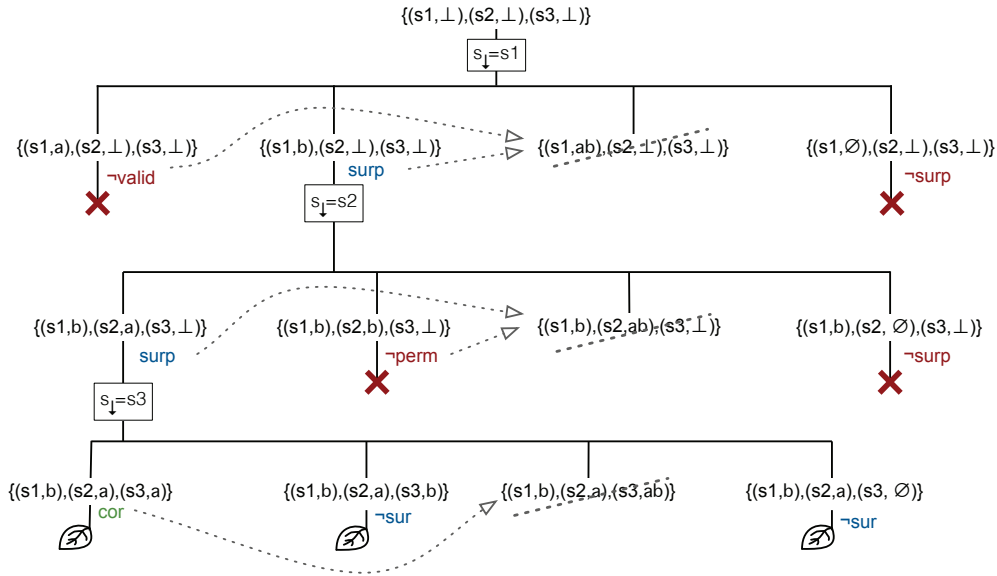 {(s1,⊥),(s2,⊥),(s3,⊥)}
s↓=s1
{(s1,a),(s2,⊥),(s3,⊥)} {(s1,b),(s2,⊥),(s3,⊥)} {(s1,ab),(s2,⊥),(s3,⊥)} {(s1,∅),(s2,⊥),(s3,⊥)}
¬valid surp ¬surp
s↓=s2
{(s1,b),(s2,a),(s3,⊥)} {(s1,b),(s2,b),(s3,⊥)} {(s1,b),(s2,ab),(s3,⊥)} {(s1,b),(s2, ∅),(s3,⊥)}
surp ¬perm ¬surp
s↓=s3
{(s1,b),(s2,a),(s3,a)} {(s1,b),(s2,a),(s3,b)} {(s1,b),(s2,a),(s3,ab)} {(s1,b),(s2,a),(s3, ∅)}
cor ¬sur ¬sur